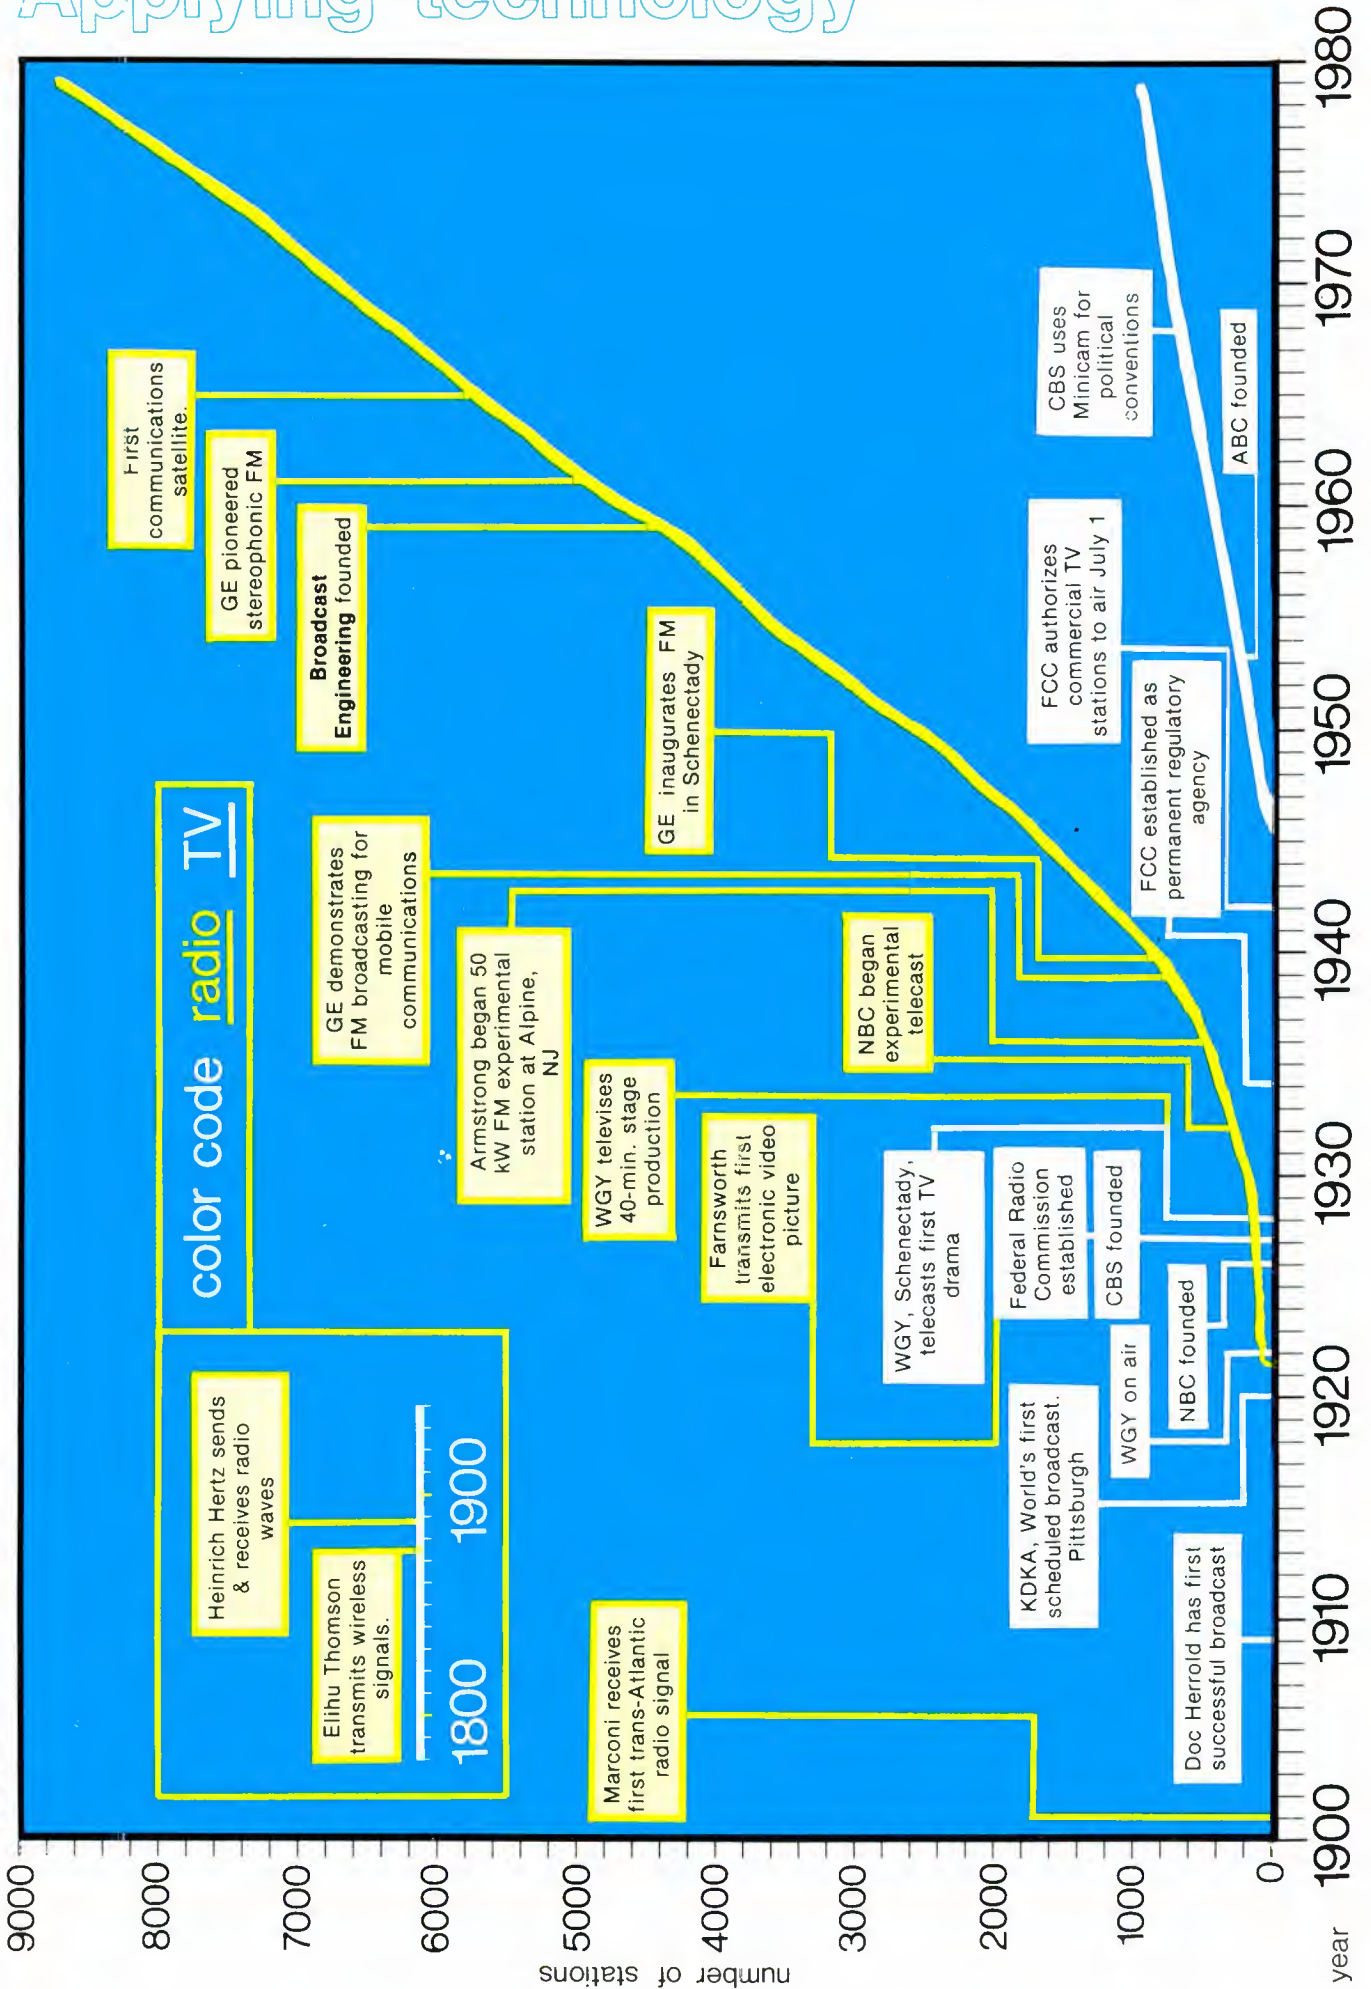 Applying technology
number of stations
9000
8000
7000
6000
5000
4000
3000
2000
1000
0
year
1900
1910
1920
1930
1940
1950
1960
1970
1980
color code radio TV
Heinrich Hertz sends
& receives radio
waves
Elihu Thomson
transmits wireless
signals.
1800
1900
First
communications
satellite.
GE pioneered
stereophonic FM
Broadcast
Engineering founded
GE demonstrates
FM broadcasting for
mobile
communications
Armstrong began 50
kW FM experimental
station at Alpine,
NJ
WGY televises
40-min. stage
production
GE inaugurates FM
in Schenectady
Marconi receives
first trans-Atlantic
radio signal
Farnsworth
transmits first
electronic video
picture
NBC began
experimental
telecast
WGY, Schenectady,
telecasts first TV
drama
Federal Radio
Commission
established
CBS founded
KDKA, World's first
scheduled broadcast.
Pittsburgh
WGY on air
NBC founded
Doc Herrold has first
successful broadcast
FCC authorizes
commercial TV
stations to air July 1
FCC established as
permanent regulatory
agency
CBS uses
Minicam for
political
conventions
ABC founded